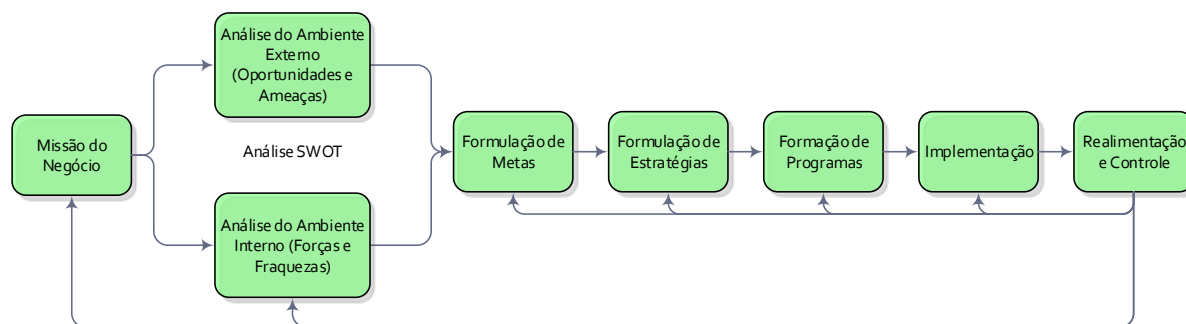 Missão do
Negócio
Análise do Ambiente
Externo
(Oportunidades e
Ameaças)
Análise SWOT
Análise do Ambiente
Interno (Forças e
Fraquezas)
Formulação de
Metas
Formulação de
Estratégias
Formação de
Programas
Implementação
Realimentação
e Controle